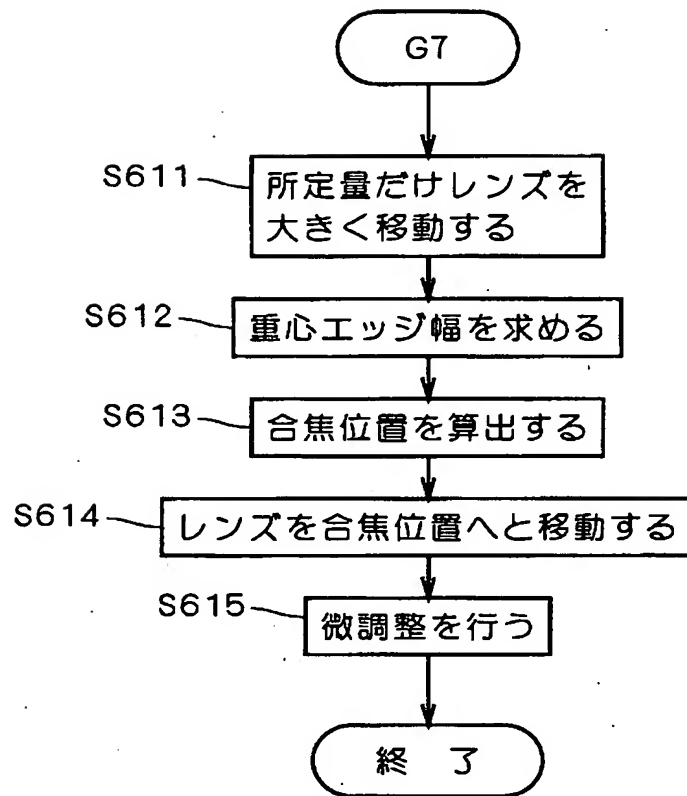 G7
S611
所定量だけレンズを
大きく移動する
S612
重心エッジ幅を求める
S613
合焦位置を算出する
S614
レンズを合焦位置へと移動する
S615
微調整を行う
終 了